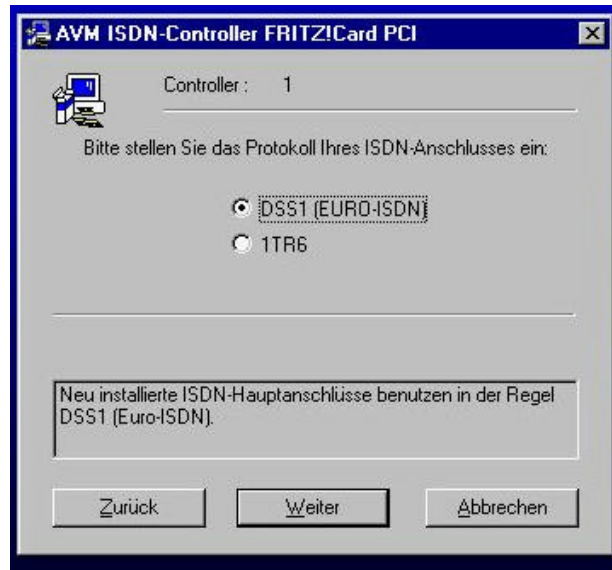 AVM ISDN-Controller FRITZ!Card PCI
Controller : 1
Bitte stellen Sie das Protokoll Ihres ISDN-Anschlusses ein:
DSS1 (EURO-ISDN)
1TR6
Neu installierte ISDN-Hauptanschlüsse benutzen in der Regel
DSS1 (Euro-ISDN).
Zurück Weiter Abbrechen